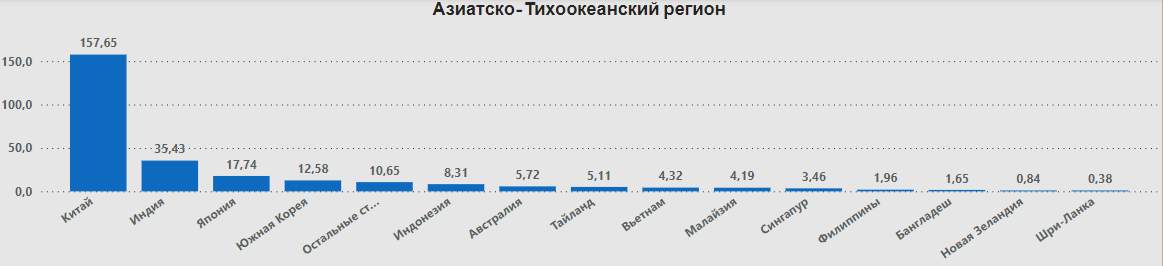 Азиатско-Тихоокеанский регион
157,65
150,0
100,0
50,0
0,0
35,43
17,74
12,58
10,65
8,31
5,72
5,11
4,32
4,19
3,46
1,96
1,65
0,84
0,38
Китай
Индия
Япония
Южная Корея
Остальные ст...
Индонезия
Австралия
Тайланд
Вьетнам
Малайзия
Сингапур
Филиппины
Бангладеш
Новая Зеландия
Шри-Ланка